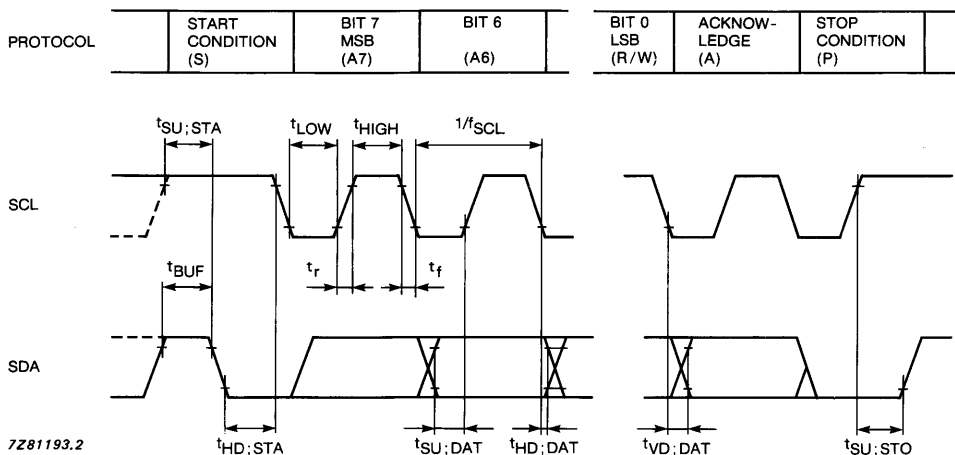 PROTOCOL
START
CONDITION
(S)
BIT 7
MSB
(A7)
BIT 6
(A6)
BIT 0
LSB
(R/W)
ACKNOW-
LEDGE
(A)
STOP
CONDITION
(P)
tSU;STA
tLOW
tHIGH
1/fSCL
SCL
tBUF
tr
tf
SDA
tHD;STA
tSU;DAT
tHD;DAT
tVD;DAT
tSU;STO
7Z81193.2